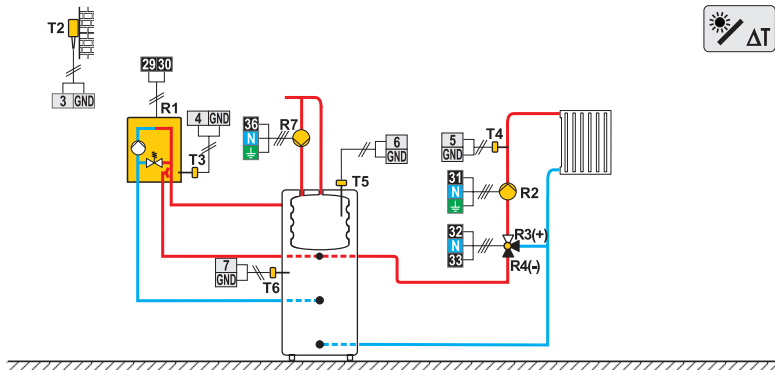 T2
ΔT
29 30
3 GND
R1
4 GND
36
N
R7
6
GND
5
GND
T4
T3
T5
31
N
R2
32
N
33
R3(+)
R4(-)
7
GND
T6